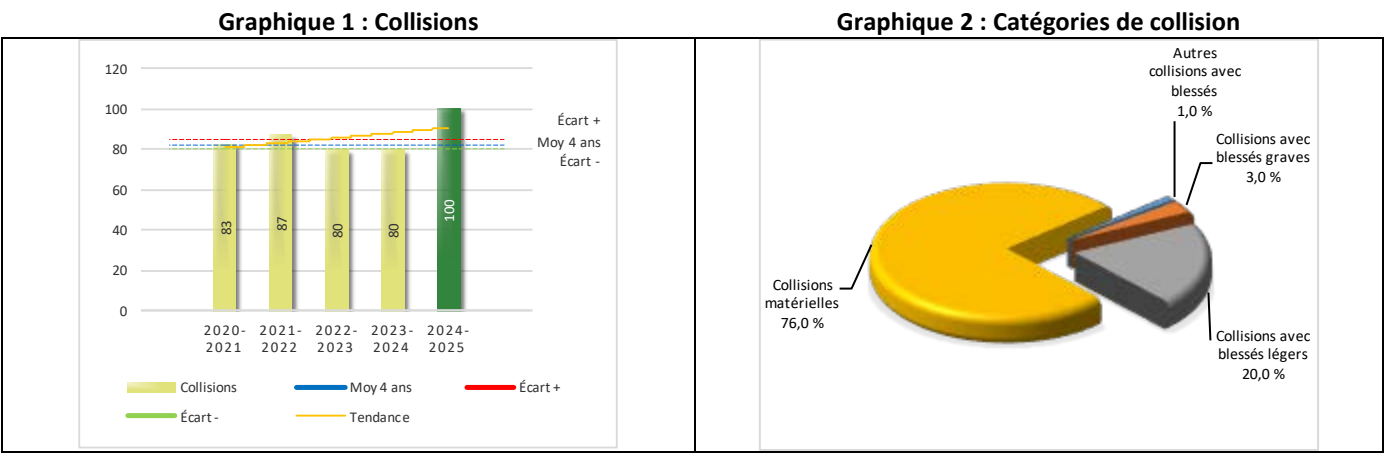 Graphique 1 : Collisions
120
100
80
60
40
20
0
83
87
80
80
100
Écart +
Moy 4 ans
Écart -
2020-
2021
2021-
2022
2022-
2023
2023-
2024
2024-
2025
Collisions
Moy 4 ans
Écart +
Écart -
Tendance
Graphique 2 : Catégories de collision
Autres
collisions avec
blessés
1,0 %
Collisions avec
blessés graves
3,0 %
Collisions
matérielles
76,0 %
Collisions avec
blessés légers
20,0 %